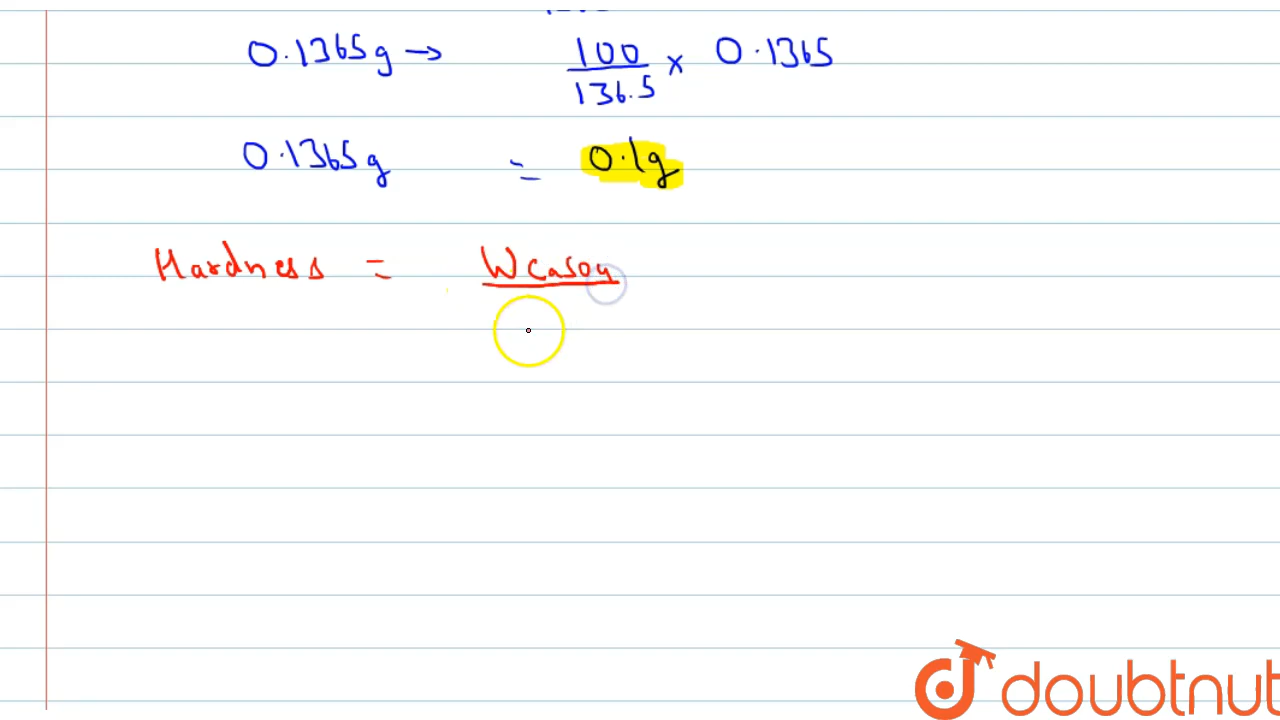 0.1365g → 100/136.5 × 0.1365
0.1365g = 0.1g
Hardness = Wcaso4
doubtnut